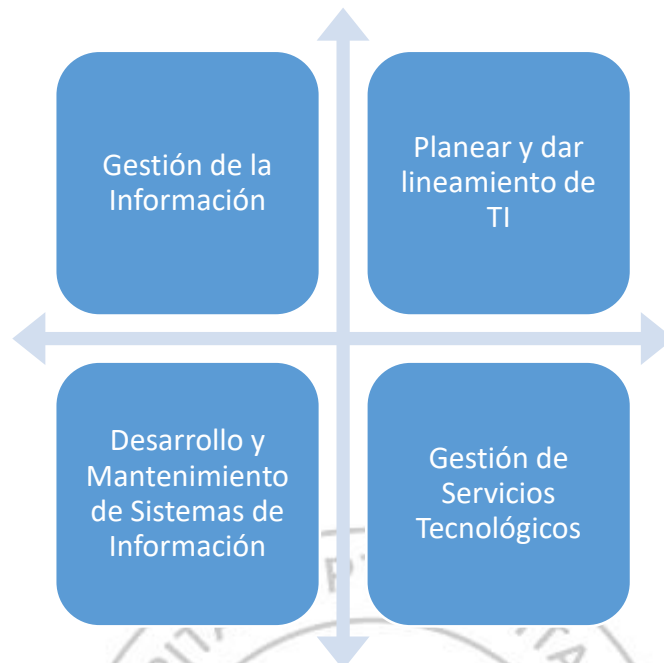 Gestión de la
Información
Planear y dar
lineamiento de
TI
Desarrollo y
Mantenimiento
de Sistemas de
Información
Gestión de
Servicios
Tecnológicos